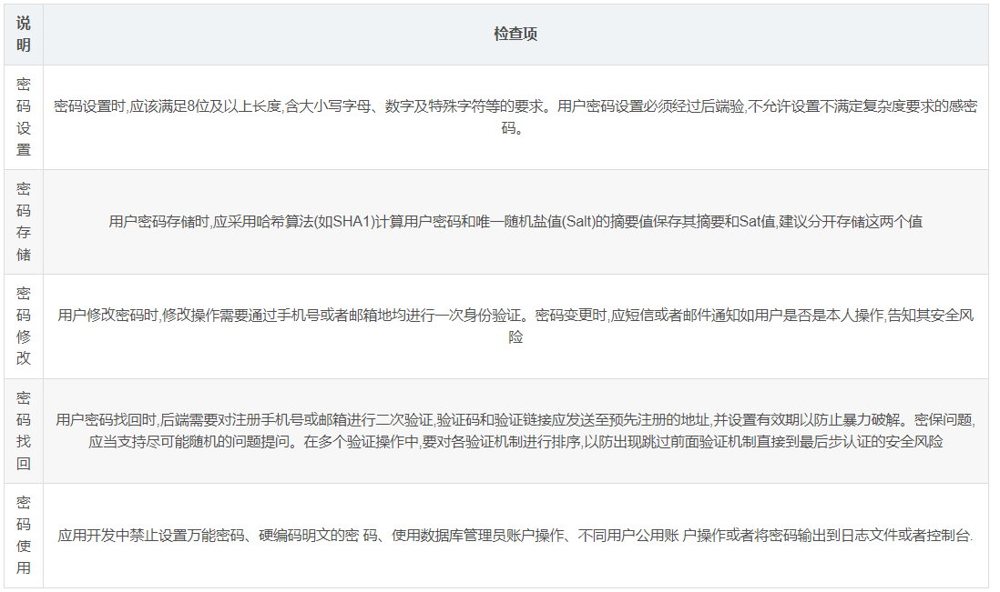 说
明
检查项
密
码
设
置
密码设置时,应该满足8位及以上长度,含大小写字母、数字及特殊字符等的要求。用户密码设置必须经过后端验,不允许设置不满定复杂度要求的感密
码。
密
码
存
储
用户密码存储时,应采用哈希算法(如SHA1)计算用户密码和唯一随机盐值(Salt)的摘要值保存其摘要和Sat值,建议分开存储这两个值
密
码
修
改
用户修改密码时,修改操作需要通过手机号或者邮箱地均进行一次身份验证。密码变更时,应短信或者邮件通知如用户是否是本人操作,告知其安全风
险
密
码
找
回
用户密码找回时,后端需要对注册手机号或邮箱进行二次验证,验证码和验证链接应发送至预先注册的地址,并设置有效期以防止暴力破解。密保问题,
应当支持尽可能随机的问题提问。在多个验证操作中,要对各验证机制进行排序,以防出现跳过前面验证机制直接到最后步认证的安全风险
密
码
使
用
应用开发中禁止设置万能密码、硬编码明文的密 码、使用数据库管理员账户操作、不同用户公用账 户操作或者将密码输出到日志文件或者控制台.